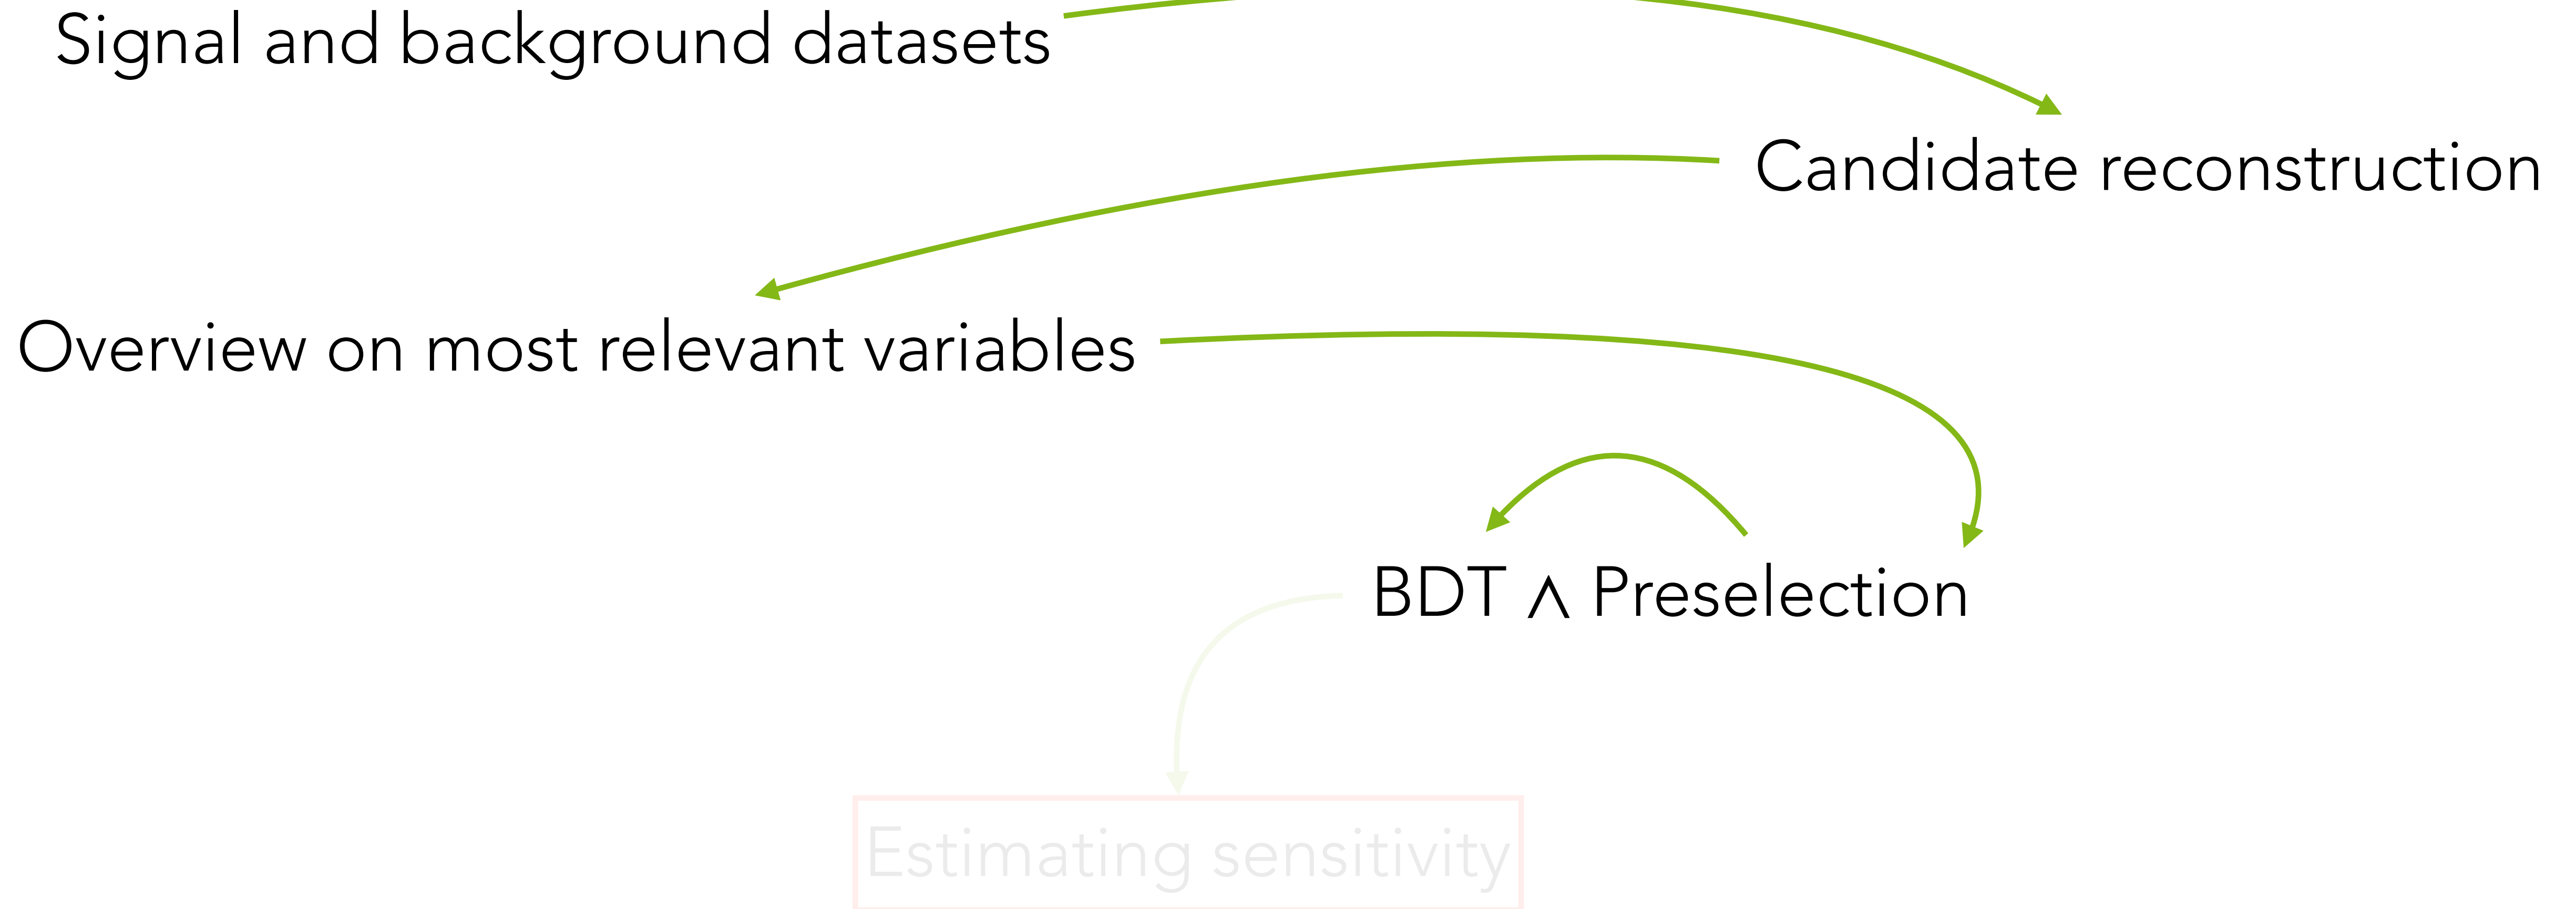 Signal and background datasets
Candidate reconstruction
Overview on most relevant variables
BDT ∧ Preselection
Estimating sensitivity